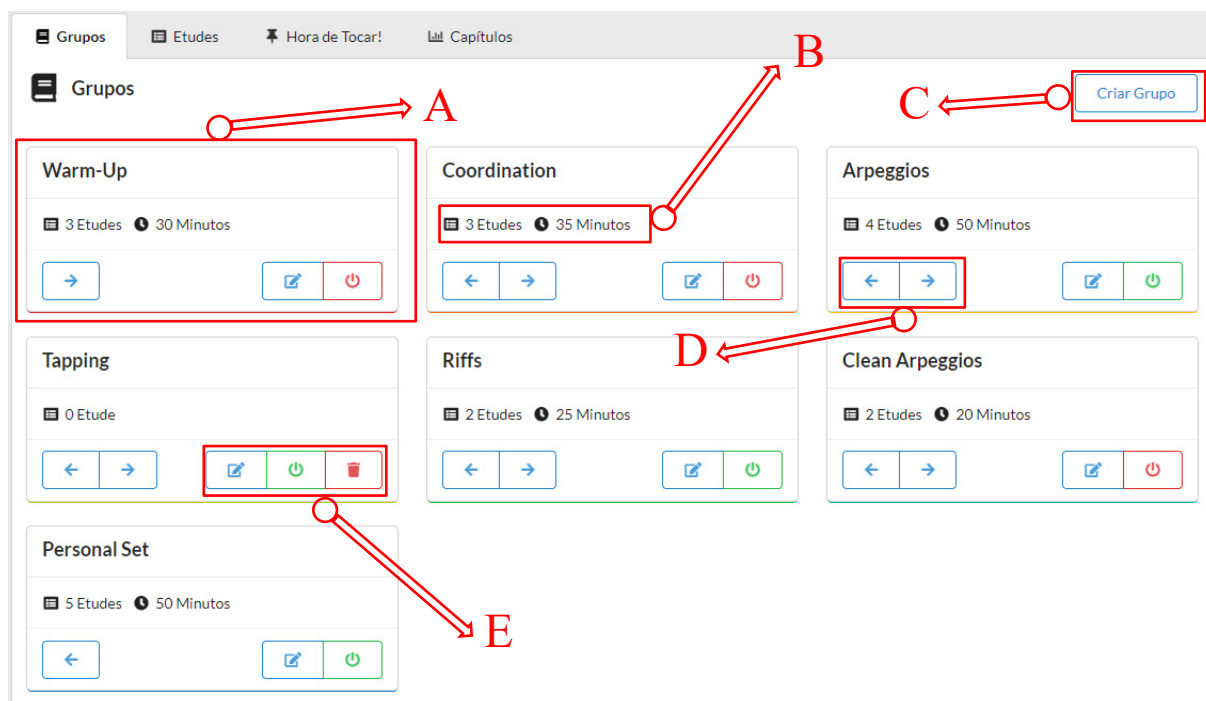 Grupos Etudes Hora de Tocar! Capítulos
B
Grupos
A
C
Criar Grupo
Warm-Up
3 Etudes 30 Minutos
Coordination
3 Etudes 35 Minutos
Arpeggios
4 Etudes 50 Minutos
D
Tapping
0 Etude
Riffs
2 Etudes 25 Minutos
Clean Arpeggios
2 Etudes 20 Minutos
Personal Set
5 Etudes 50 Minutos
E